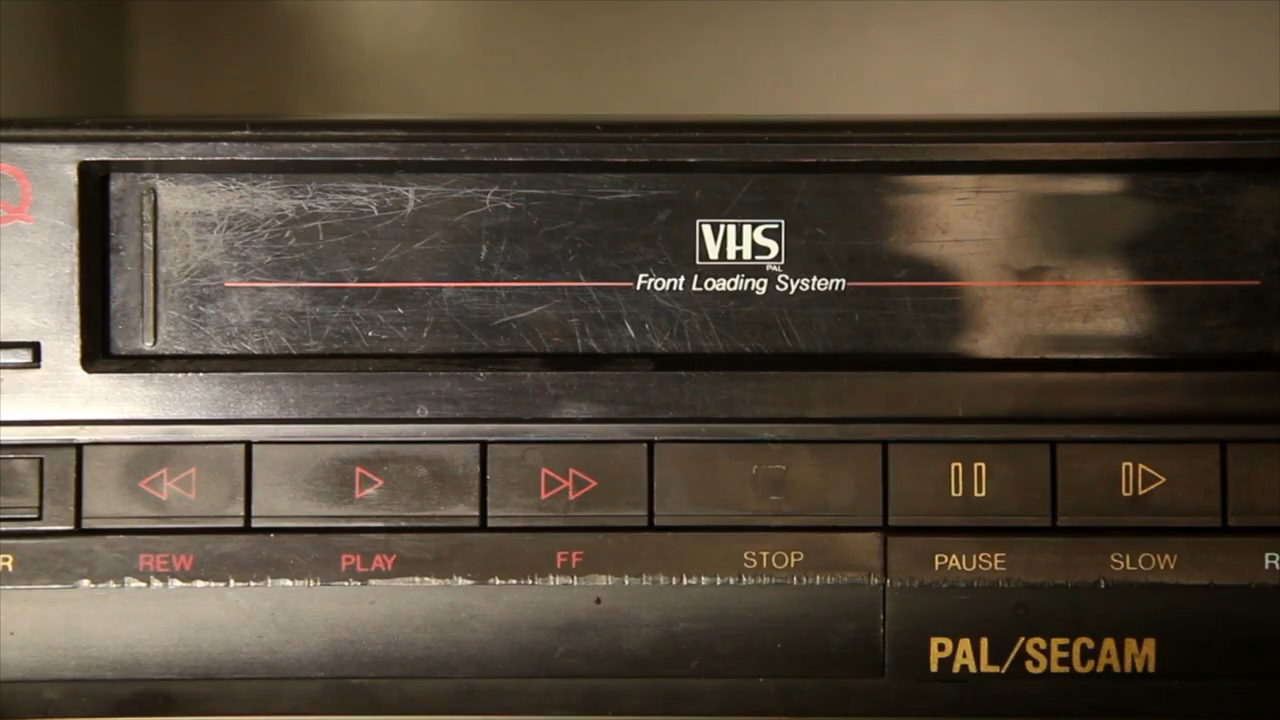 Q
VHS
PAL
Front Loading System
R REW PLAY FF STOP PAUSE SLOW R
PAL/SECAM